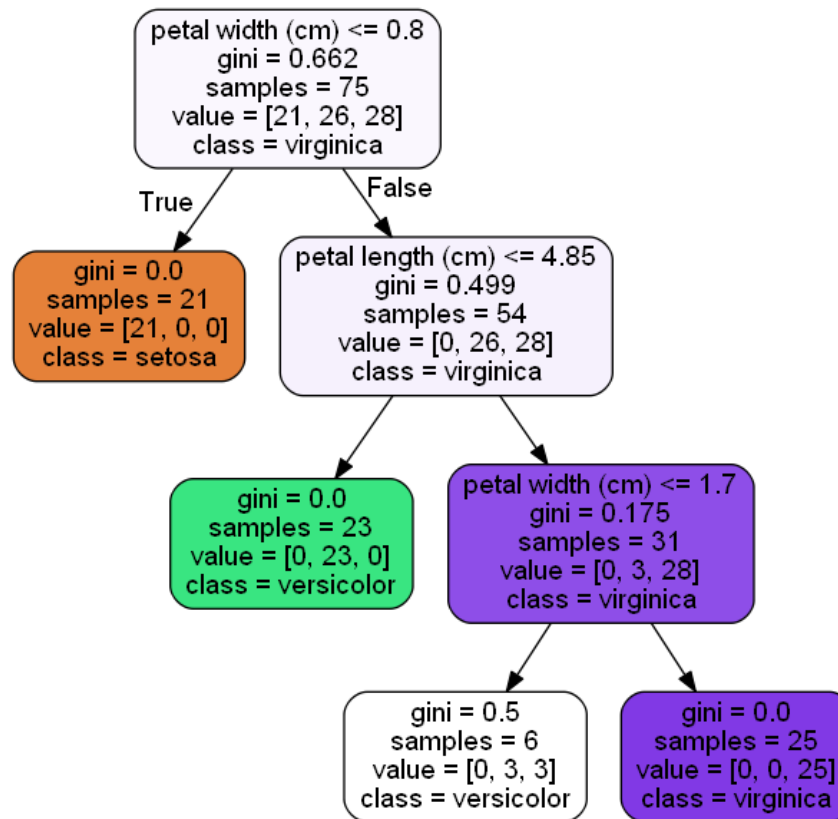 petal width (cm) <= 0.8
gini = 0.662
samples = 75
value = [21, 26, 28]
class = virginica
True
False
gini = 0.0
samples = 21
value = [21, 0, 0]
class = setosa
petal length (cm) <= 4.85
gini = 0.499
samples = 54
value = [0, 26, 28]
class = virginica
gini = 0.0
samples = 23
value = [0, 23, 0]
class = versicolor
petal width (cm) <= 1.7
gini = 0.175
samples = 31
value = [0, 3, 28]
class = virginica
gini = 0.5
samples = 6
value = [0, 3, 3]
class = versicolor
gini = 0.0
samples = 25
value = [0, 0, 25]
class = virginica